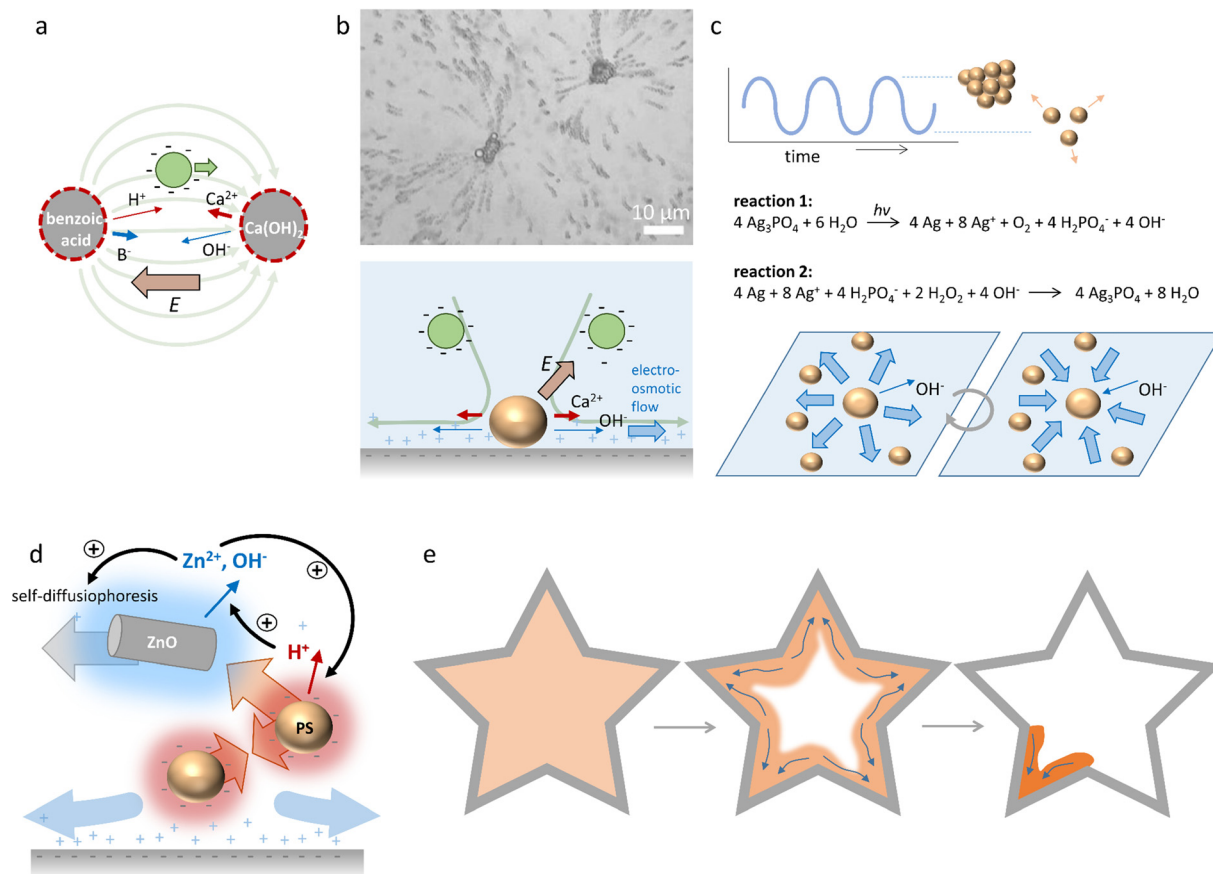 a
benzoic
acid
H⁺
B⁻
Ca²⁺
OH⁻
Ca(OH)₂
E
b
10 μm
E
Ca²⁺
OH⁻
electro-
osmotic
flow
c
time
reaction 1:
4 Ag₃PO₄ + 6 H₂O hν 4 Ag + 8 Ag⁺ + O₂ + 4 H₂PO₄⁻ + 4 OH⁻
reaction 2:
4 Ag + 8 Ag⁺ + 4 H₂PO₄⁻ + 2 H₂O₂ + 4 OH⁻ → 4 Ag₃PO₄ + 8 H₂O
OH⁻
OH⁻
d
Zn²⁺, OH⁻
self-diffusiophoresis
ZnO
H⁺
PS
e